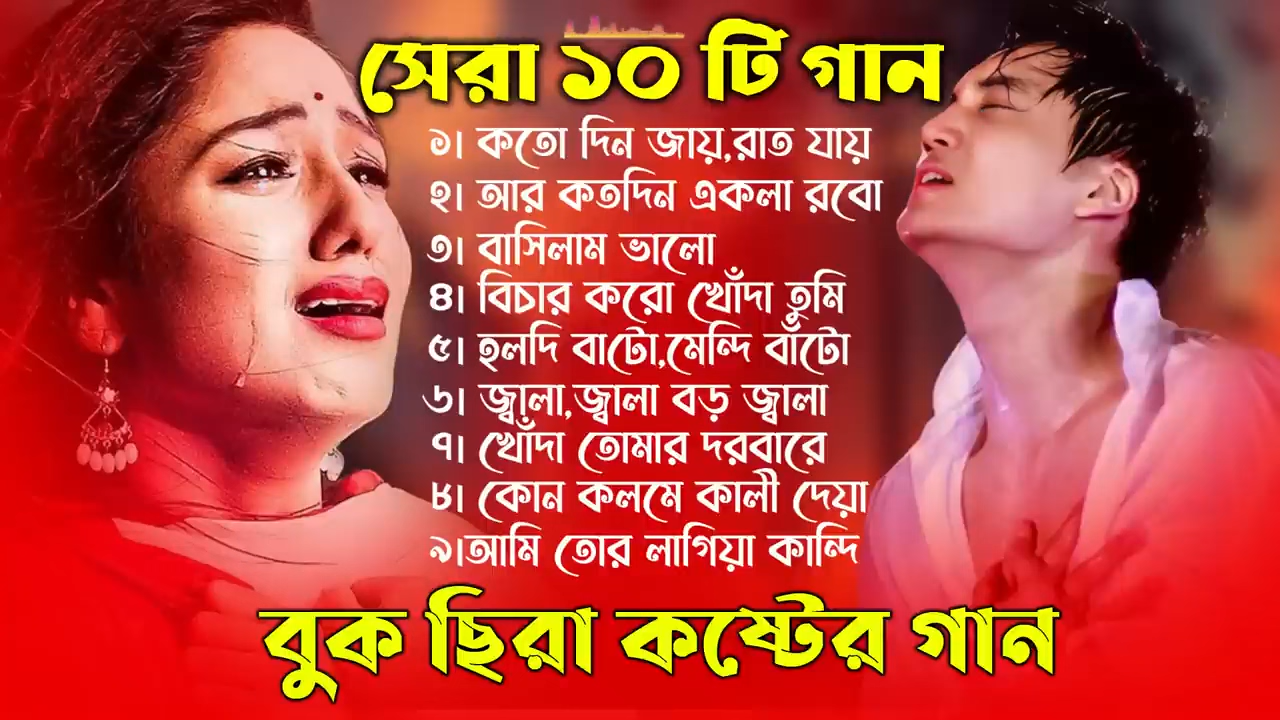 সেরা ১০ টি গান
১। কতো দিন জায়,রাত যায়
২। আর কতদিন একলা রবো
৩। বাসিলাম ভালো
৪। বিচার করো খোঁদা তুমি
৫। হলদি বাটো,মেন্দি বাঁটো
৬। জ্বালা,জ্বালা বড় জ্বালা
৭। খোঁদা তোমার দরবারে
৮। কোন কলমে কালী দেয়া
৯।আমি তোর লাগিয়া কান্দি
বুক ছিরা কষ্টের গান